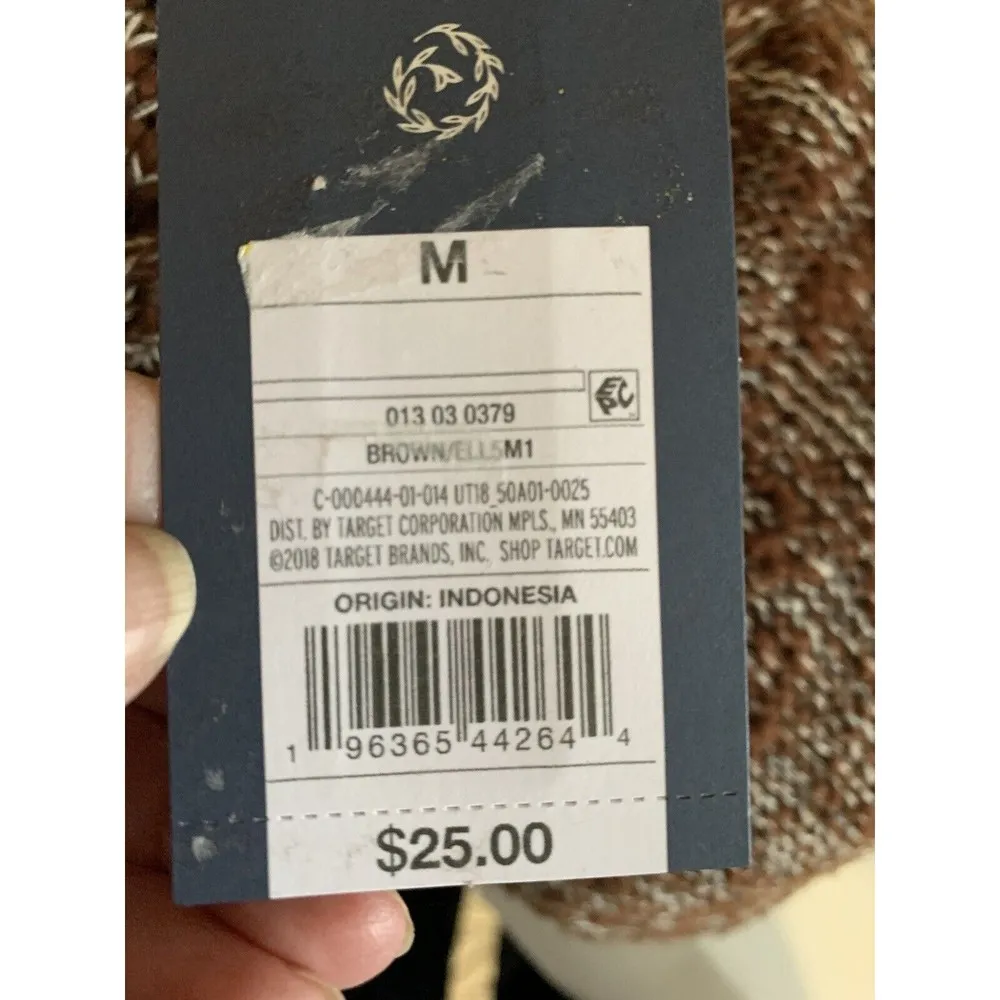 M
EPC
013 03 0379
BROWN/ELL5M1
C-000444-01-014 UT18_50A01-0025
DIST. BY TARGET CORPORATION MPLS., MN 55403
©2018 TARGET BRANDS, INC. SHOP TARGET.COM
ORIGIN: INDONESIA
1 96365 44264 4
$25.00